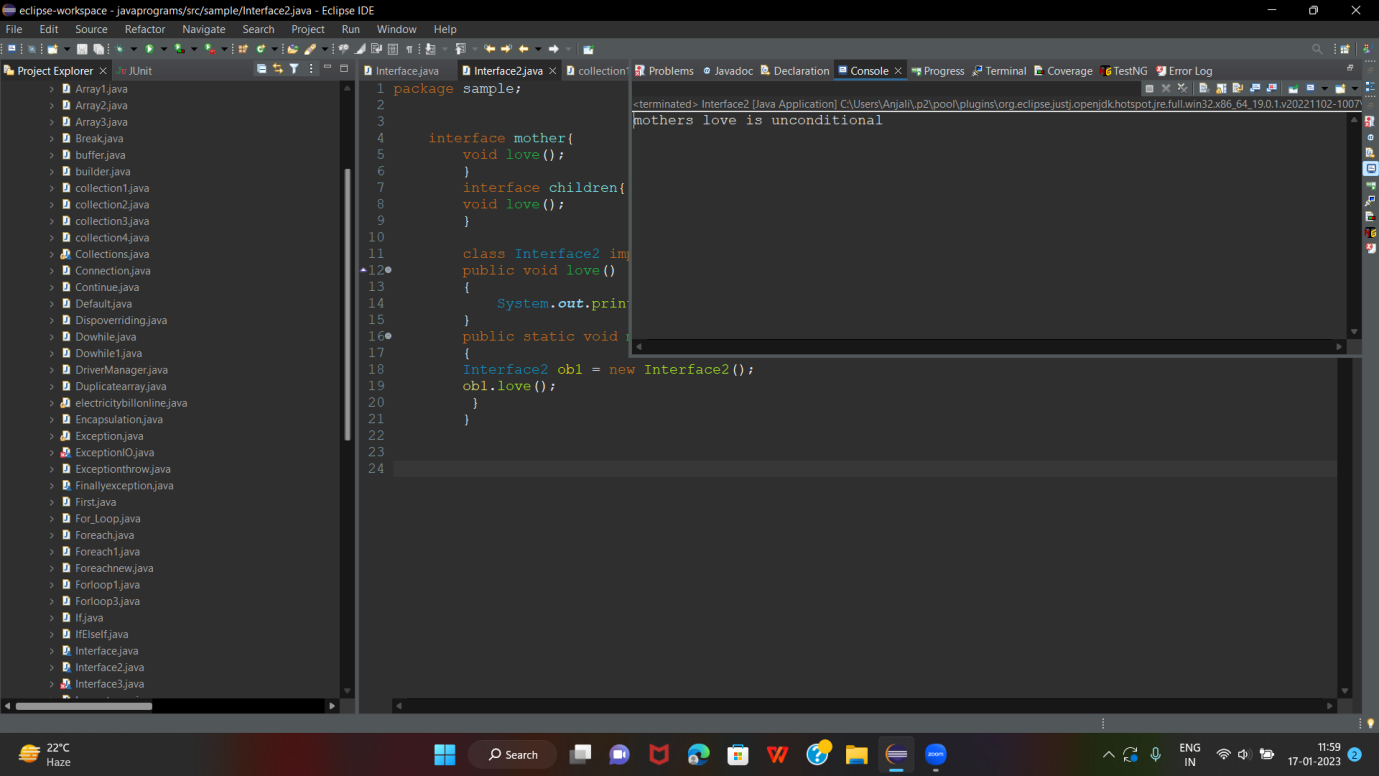 eclipse-workspace - javaprograms/src/sample/Interface2.java - Eclipse IDE
File Edit Source Refactor Navigate Search Project Run Window Help
Project Explorer
JUnit
Array1.java
Array2.java
Array3.java
Break.java
buffer.java
builder.java
collection1.java
collection2.java
collection3.java
collection4.java
Collections.java
Connection.java
Continue.java
Default.java
Dispoverriding.java
Dowhile.java
Dowhile1.java
DriverManager.java
Duplicatearray.java
electricitybillonline.java
Encapsulation.java
Exception.java
ExceptionIO.java
Exceptionthrow.java
Finallyexception.java
First.java
For_Loop.java
Foreach.java
Foreach1.java
Foreachnew.java
Forloop1.java
Forloop3.java
If.java
IfElseIf.java
Interface.java
Interface2.java
Interface3.java
Interface.java Interface2.java collection1
1 package sample;
2
3
4 interface mother{
5 void love();
6 }
7 interface children{
8 void love();
9 }
10
11 class Interface2 imp
12 public void love()
13 {
14 System.out.print
15 }
16 public static void m
17 {
18 Interface2 ob1 = new Interface2();
19 ob1.love();
20 }
21 }
22
23
24
Problems Javadoc Declaration Console Progress Terminal Coverage TestNG Error Log
<terminated> Interface2 [Java Application] C:\Users\Anjali\.p2\pool\plugins\org.eclipse.justj.openjdk.hotspot.jre.full.win32.x86_64_19.0.1.v20221102-1007\
mothers love is unconditional
22°C
Haze
Search
zoom
ENG
IN
11:59
17-01-2023
2